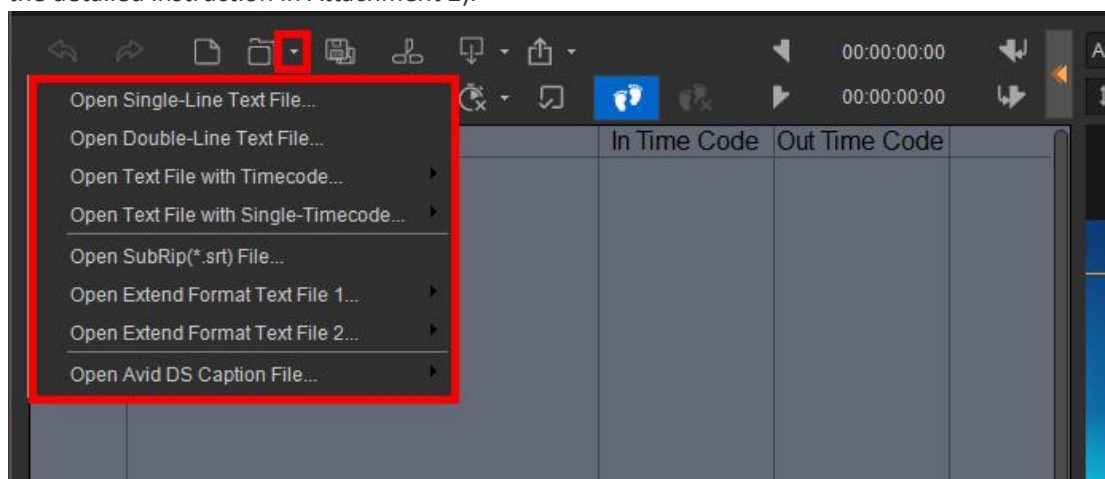 the detailed instruction in Attachment 2).
00:00:00:00
A
Open Single-Line Text File...
00:00:00:00
Open Double-Line Text File...
In Time Code
Out Time Code
Open Text File with Timecode...
Open Text File with Single-Timecode...
Open SubRip(*.srt) File...
Open Extend Format Text File 1...
Open Extend Format Text File 2...
Open Avid DS Caption File...